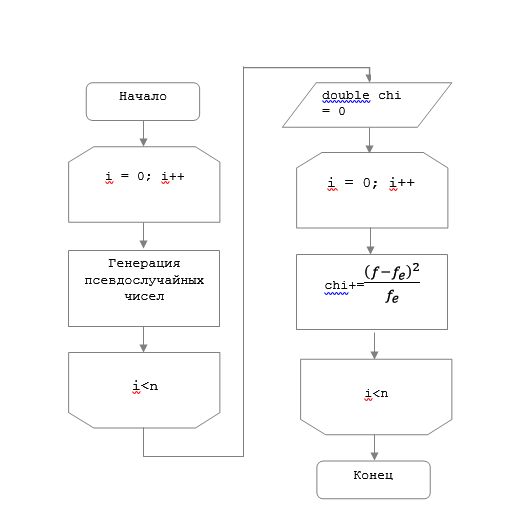 Начало
i = 0; i++
Генерация
псевдослучайных
чисел
i<n
double chi
= 0
i = 0; i++
chi+=(f−fₑ)²/fₑ
i<n
Конец